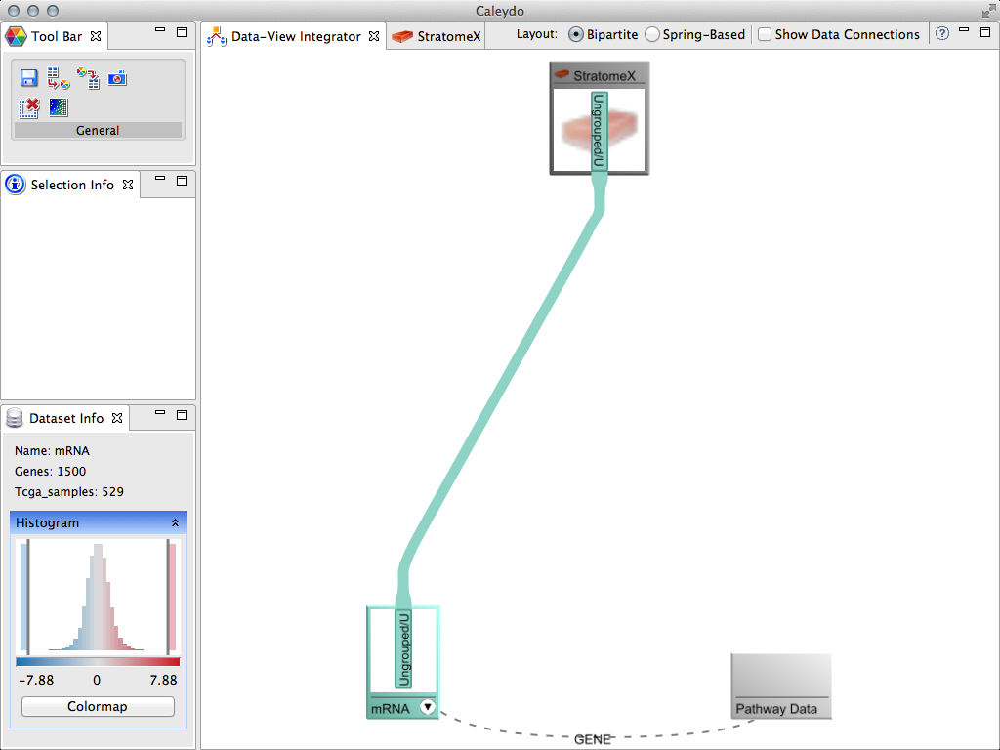 Caleydo
Tool Bar
General
Selection Info
Dataset Info
Name: mRNA
Genes: 1500
Tcga_samples: 529
Histogram
-7.88 0 7.88
Colormap
Data-View Integrator StratomeX Layout: Bipartite Spring-Based Show Data Connections ?
StratomeX
Ungrouped/U
Ungrouped/U
mRNA
Pathway Data
GENE